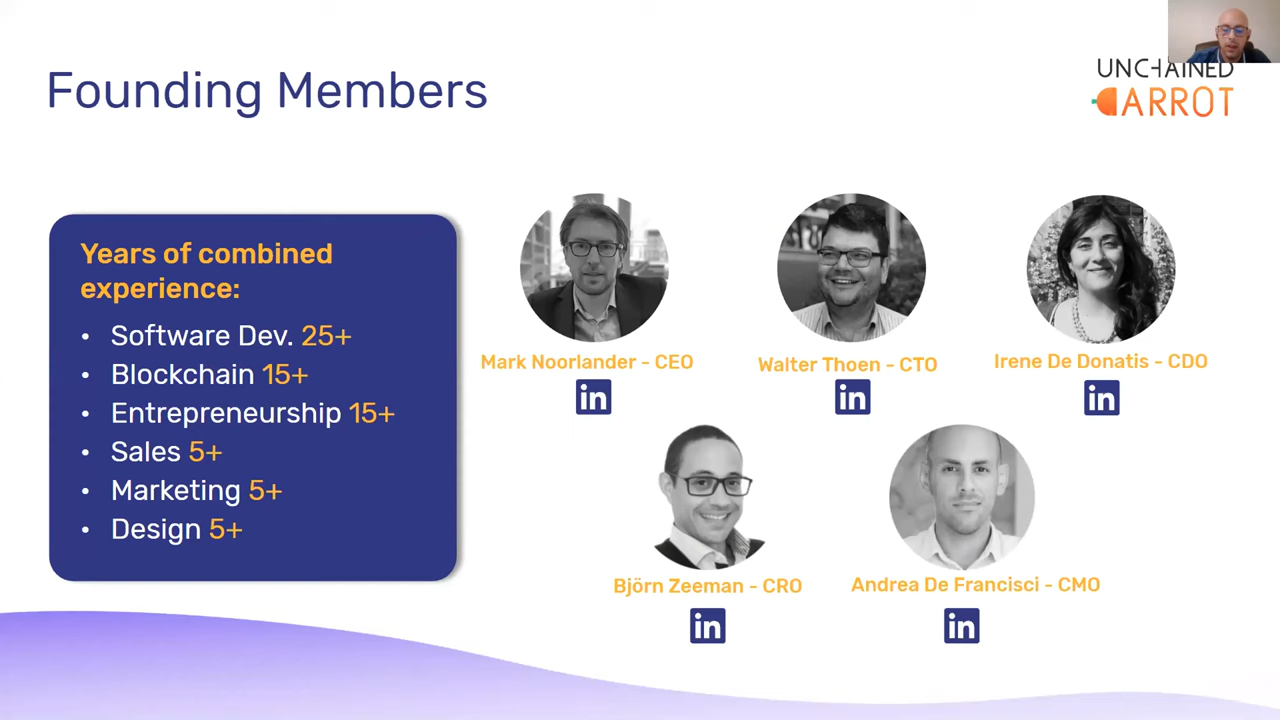 Founding Members
UNCHAINED
CARROT
Years of combined
experience:
• Software Dev. 25+
• Blockchain 15+
• Entrepreneurship 15+
• Sales 5+
• Marketing 5+
• Design 5+
Mark Noorlander - CEO
in
Walter Thoen - CTO
in
Irene De Donatis - CDO
in
Björn Zeeman - CRO
in
Andrea De Francisci - CMO
in